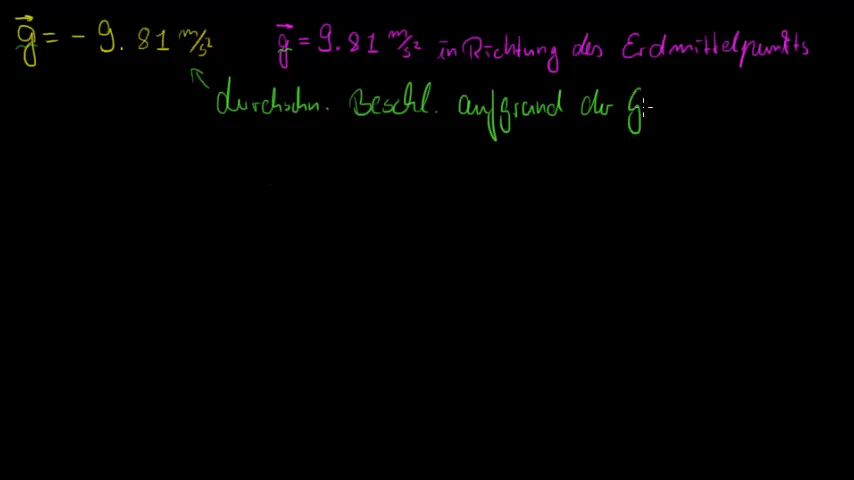 g⃗ = - 9.81 m/s² g⃗ = 9.81 m/s² in Richtung des Erdmittelpunkts
durchschn. Beschl. aufgrund der G